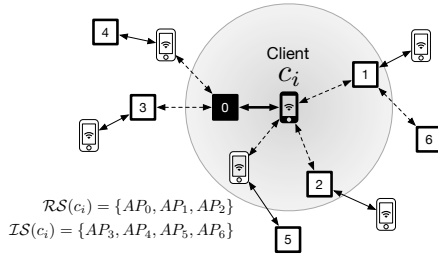 4
Client
c_i
1
3
0
6
2
RS(c_i) = {AP_0, AP_1, AP_2}
IS(c_i) = {AP_3, AP_4, AP_5, AP_6}
5